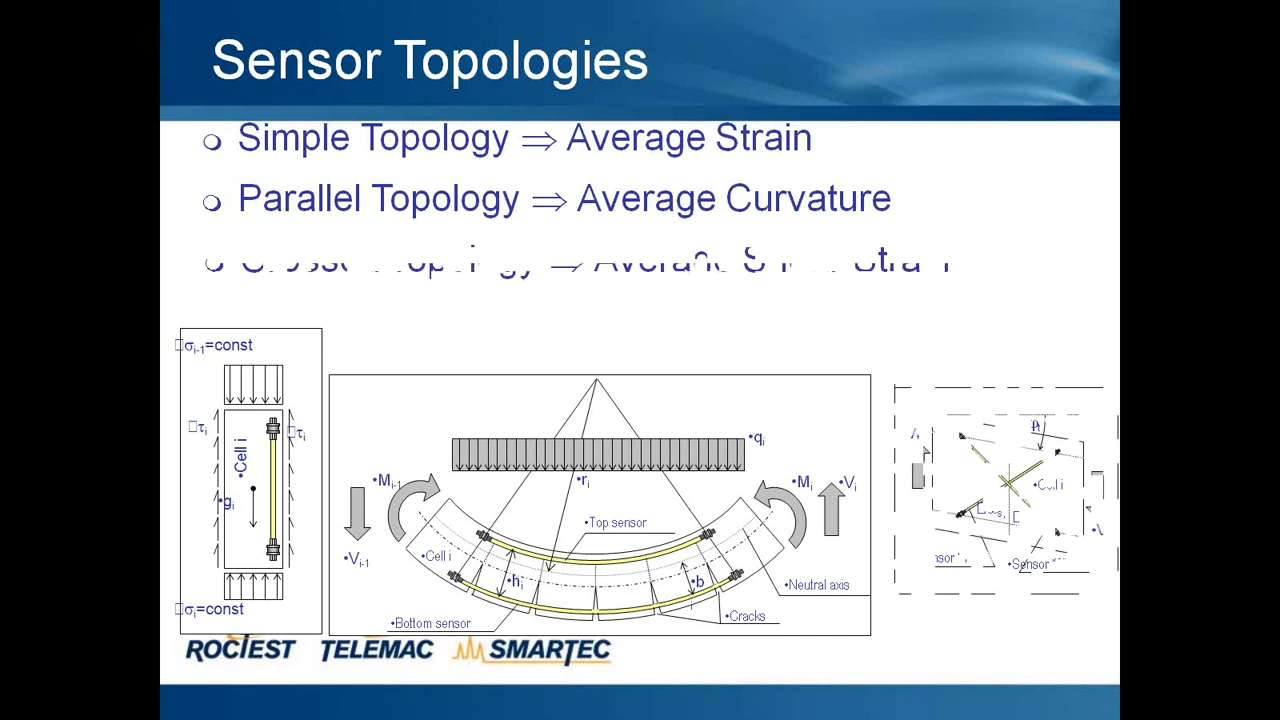 Sensor Topologies
Simple Topology ⇒ Average Strain
Parallel Topology ⇒ Average Curvature
□σi-1=const
□τi
□τi
•Cell i
•gi
□σi=const
•qi
•Mi-1
•ri
•Mi
•Vi
•Top sensor
•Vi-1
•Cell i
•hi
•b
•Neutral axis
•Bottom sensor
•Cracks
•Sensor
ROCTEST TELEMAC SMARTEC